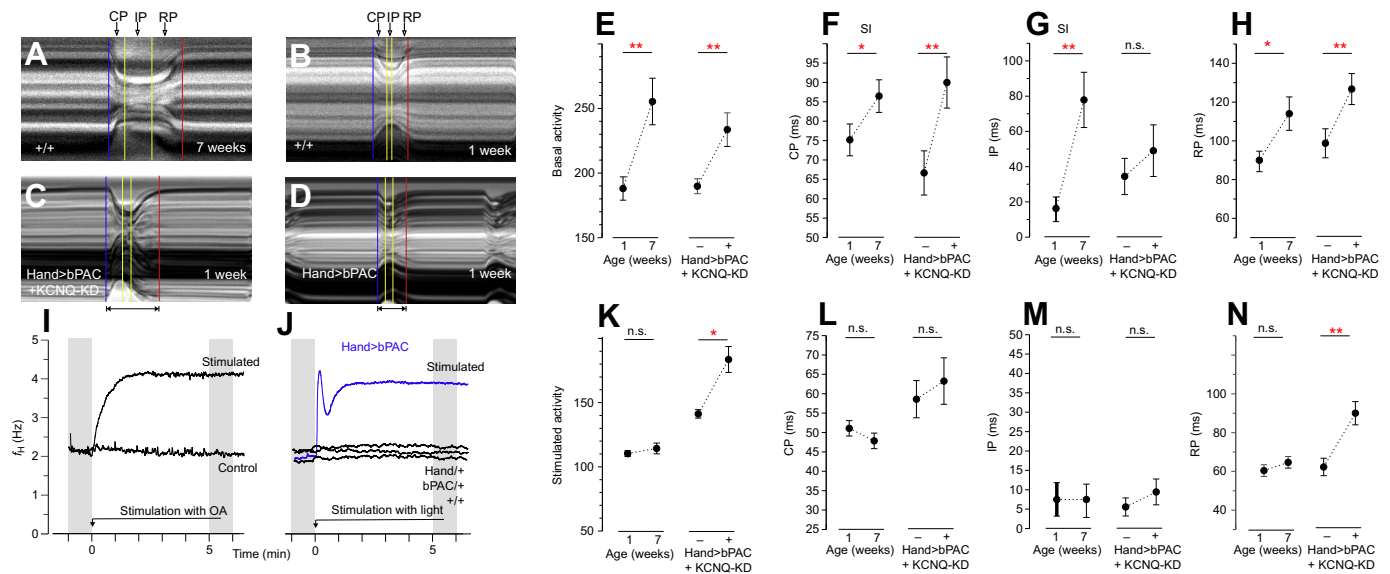 CP IP RP
A
+/+
7 weeks
CP IP RP
B
+/+
1 week
C
Hand>bPAC
+KCNQ-KD
1 week
D
Hand>bPAC
1 week
E
** **
Basal activity
250
200
150
1 7 – +
Age (weeks) Hand>bPAC
+ KCNQ-KD
F
SI
* **
CP (ms)
100
95
90
85
80
75
70
65
60
55
50
1 7 – +
Age (weeks) Hand>bPAC
+ KCNQ-KD
G
SI
** n.s.
IP (ms)
100
80
60
40
20
0
1 7 – +
Age (weeks) Hand>bPAC
+ KCNQ-KD
H
* **
RP (ms)
140
120
100
80
60
1 7 – +
Age (weeks) Hand>bPAC
+ KCNQ-KD
I
fH (Hz)
5
4
3
2
1
0
Stimulated
Control
Stimulation with OA
0 5
Time (min)
J
Hand>bPAC
Stimulated
Hand/+
bPAC/+
+/+
Stimulation with light
0 5
K
n.s. *
Stimulated activity
200
150
100
50
1 7 – +
Age (weeks) Hand>bPAC
+ KCNQ-KD
L
n.s. n.s.
CP (ms)
75
70
65
60
55
50
45
40
35
30
25
1 7 – +
Age (weeks) Hand>bPAC
+ KCNQ-KD
M
n.s. n.s.
IP (ms)
50
45
40
35
30
25
20
15
10
5
0
1 7 – +
Age (weeks) Hand>bPAC
+ KCNQ-KD
N
n.s. **
RP (ms)
100
80
60
40
1 7 – +
Age (weeks) Hand>bPAC
+ KCNQ-KD